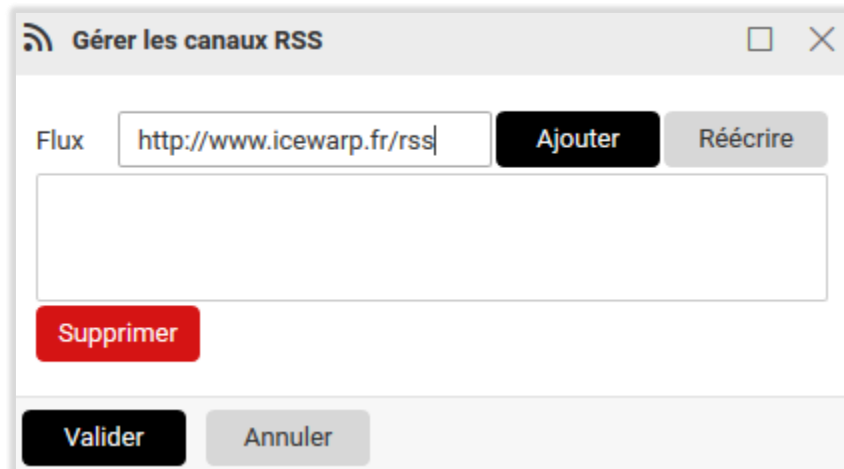 Gérer les canaux RSS
Flux http://www.icewarp.fr/rss Ajouter Réécrire
Supprimer
Valider Annuler